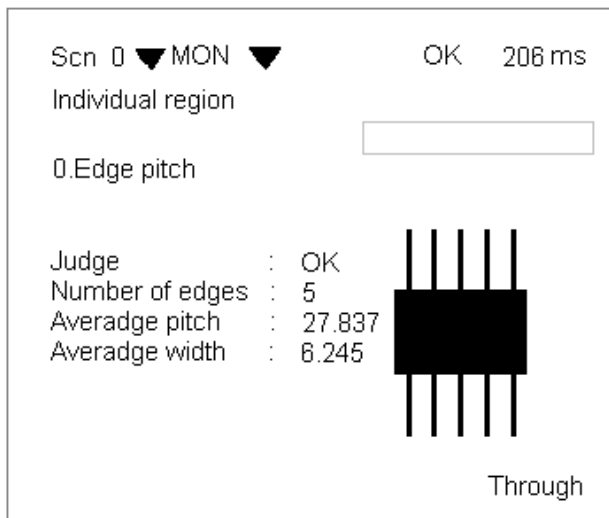 Scn 0 MON OK 206 ms
Individual region
0.Edge pitch
Judge : OK
Number of edges : 5
Averadge pitch : 27.837
Averadge width : 6.245
Through